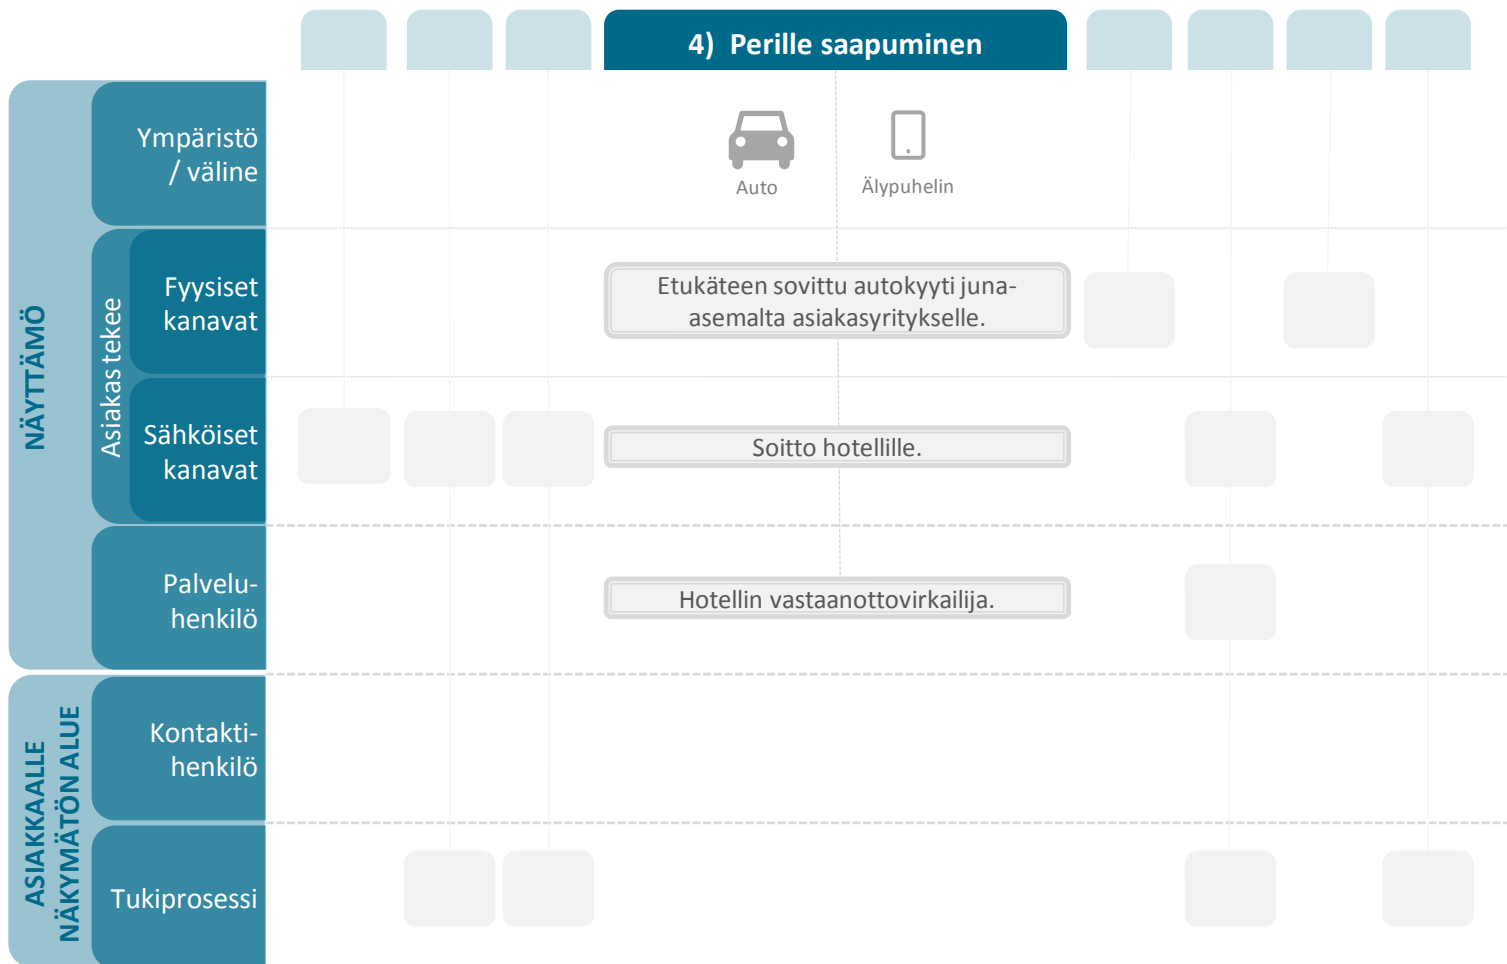 4) Perille saapuminen
NÄYTTÄMÖ
Ympäristö
/ väline
Auto
Älypuhelin
Asiakas tekee
Fyysiset
kanavat
Etukäteen sovittu autokyyti juna-
asemalta asiakasyritykselle.
Sähköiset
kanavat
Soitto hotellille.
Palvelu-
henkilö
Hotellin vastaanottovirkailija.
ASIAKKAALLE
NÄKYMÄTÖN ALUE
Kontakti-
henkilö
Tukiprosessi